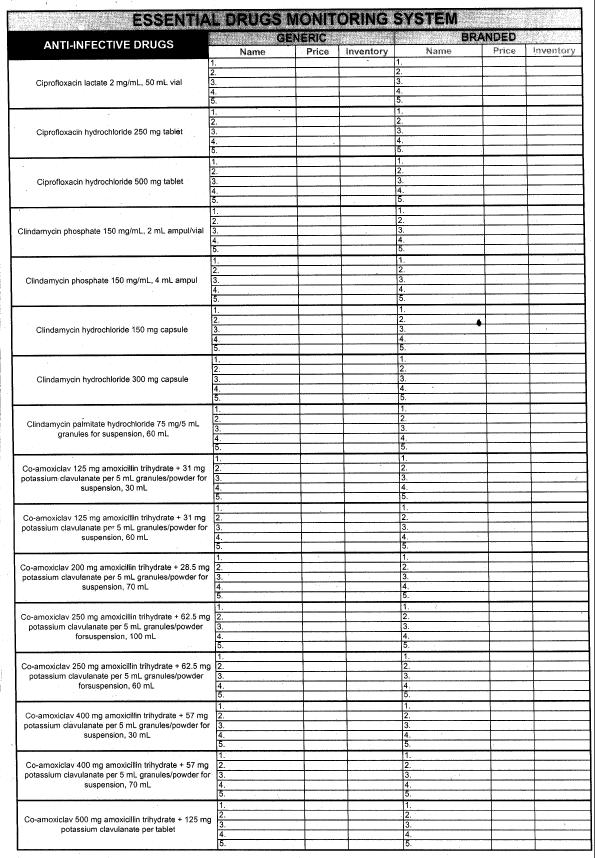 ESSENTIAL DRUGS MONITORING SYSTEM
ANTI-INFECTIVE DRUGS
GENERIC
BRANDED
Name Price Inventory Name Price Inventory
Ciprofloxacin lactate 2 mg/mL, 50 mL vial
1. 1.
2. 2.
3. 3.
4. 4.
5. 5.
Ciprofloxacin hydrochloride 250 mg tablet
1. 1.
2. 2.
3. 3.
4. 4.
5. 5.
Ciprofloxacin hydrochloride 500 mg tablet
1. 1.
2. 2.
3. 3.
4. 4.
5. 5.
Clindamycin phosphate 150 mg/mL, 2 mL ampul/vial
1. 1.
2. 2.
3. 3.
4. 4.
5. 5.
Clindamycin phosphate 150 mg/mL, 4 mL ampul
1. 1.
2. 2.
3. 3.
4. 4.
5. 5.
Clindamycin hydrochloride 150 mg capsule
1. 1.
2. 2.
3. 3.
4. 4.
5. 5.
Clindamycin hydrochloride 300 mg capsule
1. 1.
2. 2.
3. 3.
4. 4.
5. 5.
Clindamycin palmitate hydrochloride 75 mg/5 mL
granules for suspension, 60 mL
1. 1.
2. 2.
3. 3.
4. 4.
5. 5.
Co-amoxiclav 125 mg amoxicillin trihydrate + 31 mg
potassium clavulanate per 5 mL granules/powder for
suspension, 30 mL
1. 1.
2. 2.
3. 3.
4. 4.
5. 5.
Co-amoxiclav 125 mg amoxicillin trihydrate + 31 mg
potassium clavulanate per 5 mL granules/powder for
suspension, 60 mL
1. 1.
2. 2.
3. 3.
4. 4.
5. 5.
Co-amoxiclav 200 mg amoxicillin trihydrate + 28.5 mg
potassium clavulanate per 5 mL granules/powder for
suspension, 70 mL
1. 1.
2. 2.
3. 3.
4. 4.
5. 5.
Co-amoxiclav 250 mg amoxicillin trihydrate + 62.5 mg
potassium clavulanate per 5 mL granules/powder
forsuspension, 100 mL
1. 1.
2. 2.
3. 3.
4. 4.
5. 5.
Co-amoxiclav 250 mg amoxicillin trihydrate + 62.5 mg
potassium clavulanate per 5 mL granules/powder
forsuspension, 60 mL
1. 1.
2. 2.
3. 3.
4. 4.
5. 5.
Co-amoxiclav 400 mg amoxicillin trihydrate + 57 mg
potassium clavulanate per 5 mL granules/powder for
suspension, 30 mL
1. 1.
2. 2.
3. 3.
4. 4.
5. 5.
Co-amoxiclav 400 mg amoxicillin trihydrate + 57 mg
potassium clavulanate per 5 mL granules/powder for
suspension, 70 mL
1. 1.
2. 2.
3. 3.
4. 4.
5. 5.
Co-amoxiclav 500 mg amoxicillin trihydrate + 125 mg
potassium clavulanate per tablet
1. 1.
2. 2.
3. 3.
4. 4.
5. 5.